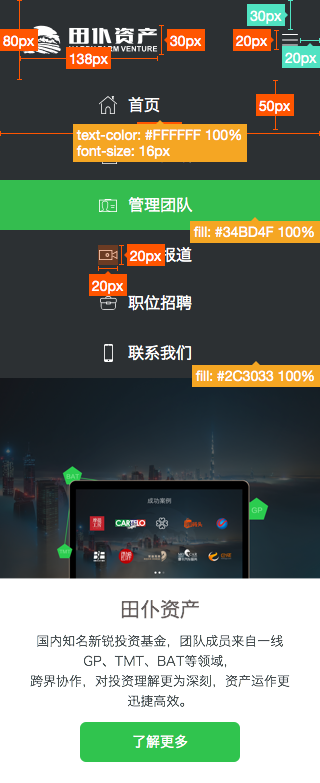 30px
80px
田仆资产
30px
20px
VENTURE
138px
20px
首页
50px
text-color: #FFFFFF 100%
font-size: 16px
管理团队
fill: #34BD4F 100%
20px
报道
20px
职位招聘
联系我们
fill: #2C3033 100%
成功案例
BAT
CARTELO
GP
TMT
田仆资产
国内知名新锐投资基金，团队成员来自一线
GP、TMT、BAT等领域，
跨界协作，对投资理解更为深刻，资产运作更
迅捷高效。
了解更多